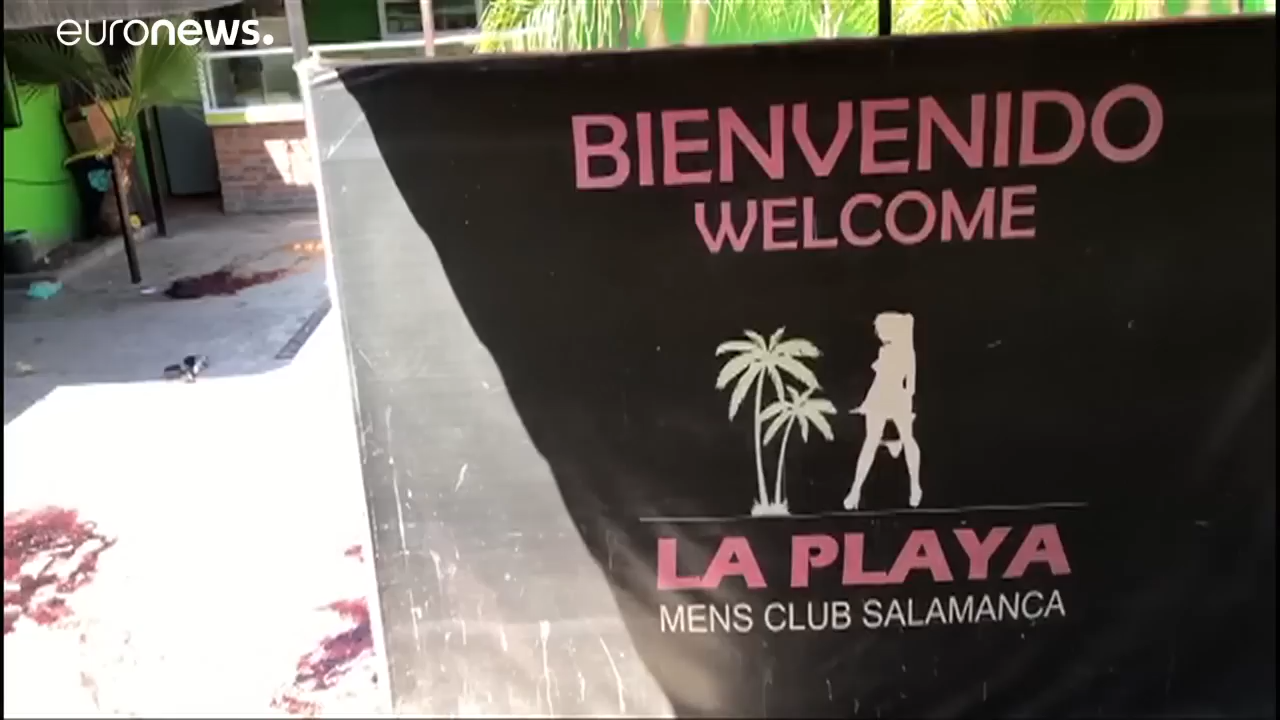 euronews.
BIENVENIDO
WELCOME
LA PLAYA
MENS CLUB SALAMANCA